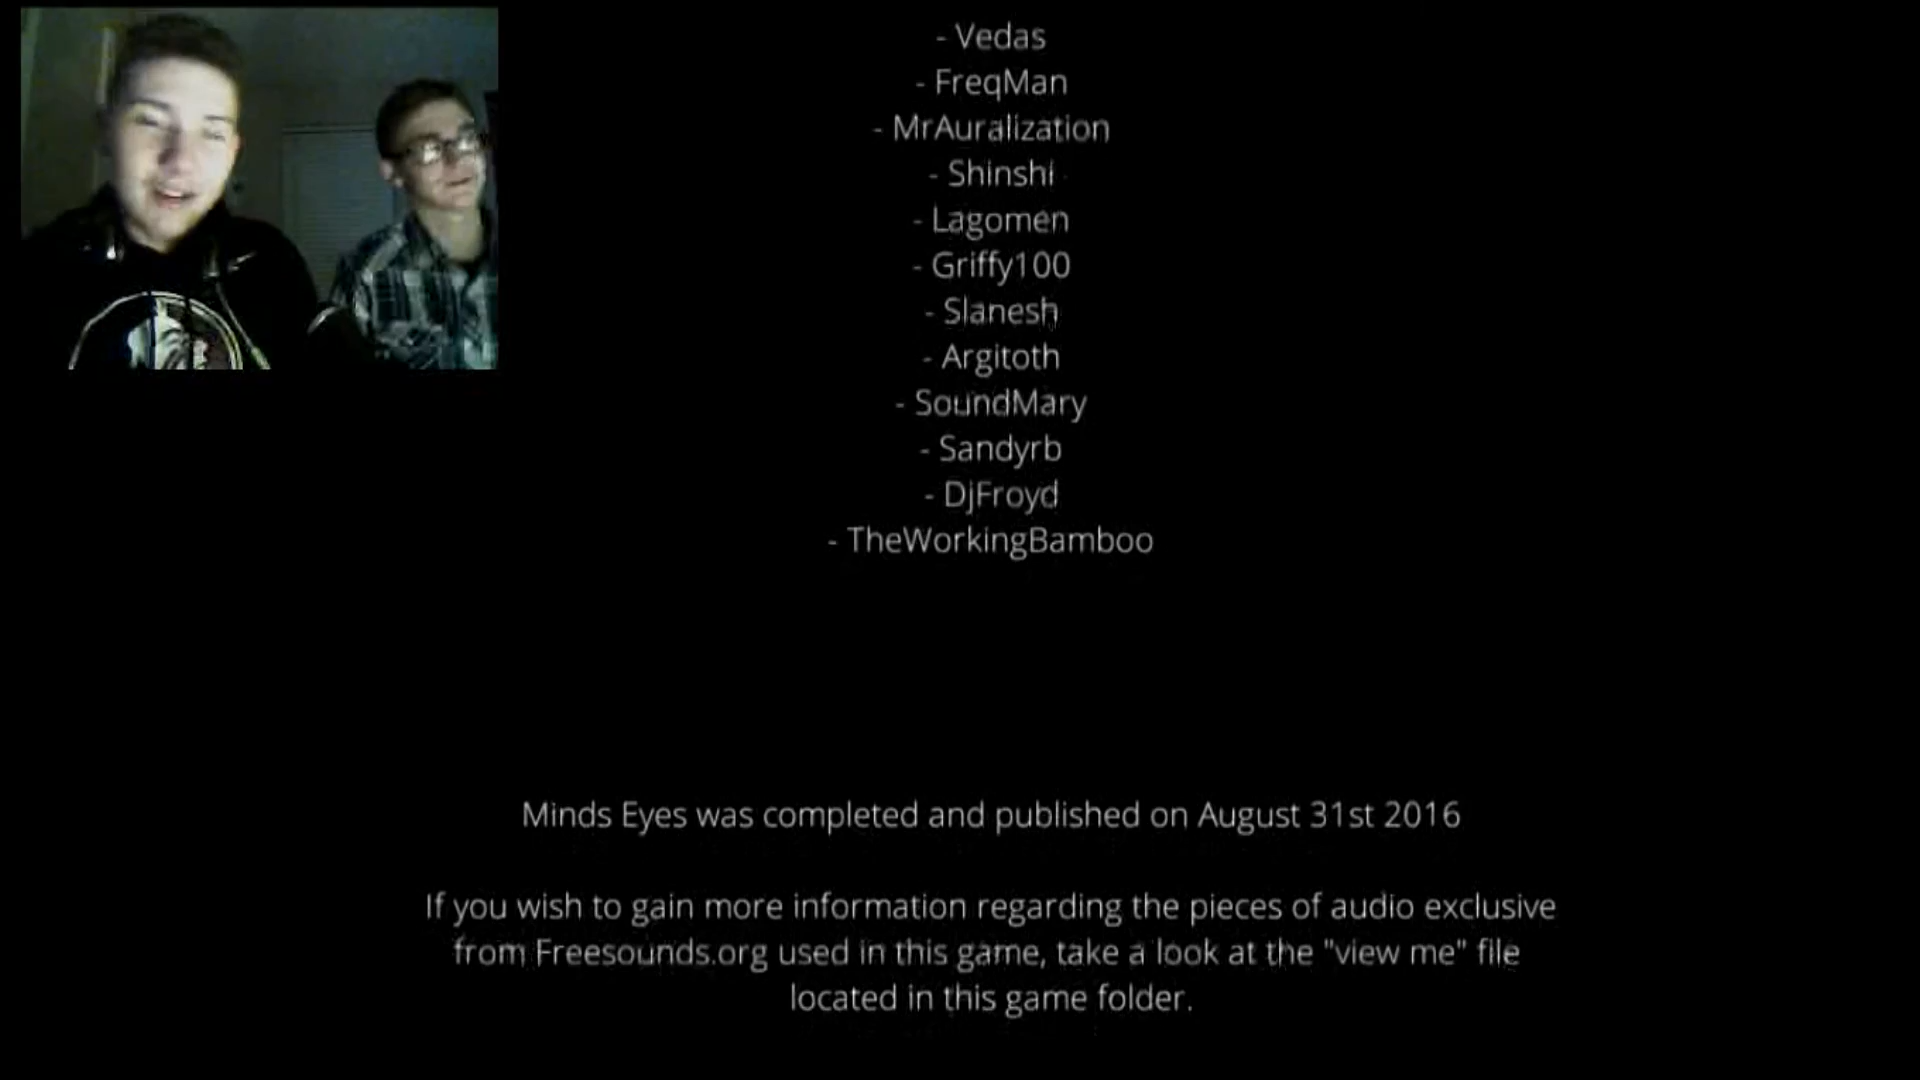 - Vedas
- FreqMan
- MrAuralization
- Shinshi
- Lagomen
- Griffy100
- Slanesh
- Argitoth
- SoundMary
- Sandyrb
- DjFroyd
- TheWorkingBamboo
Minds Eyes was completed and published on August 31st 2016
If you wish to gain more information regarding the pieces of audio exclusive
from Freesounds.org used in this game, take a look at the "view me" file
located in this game folder.